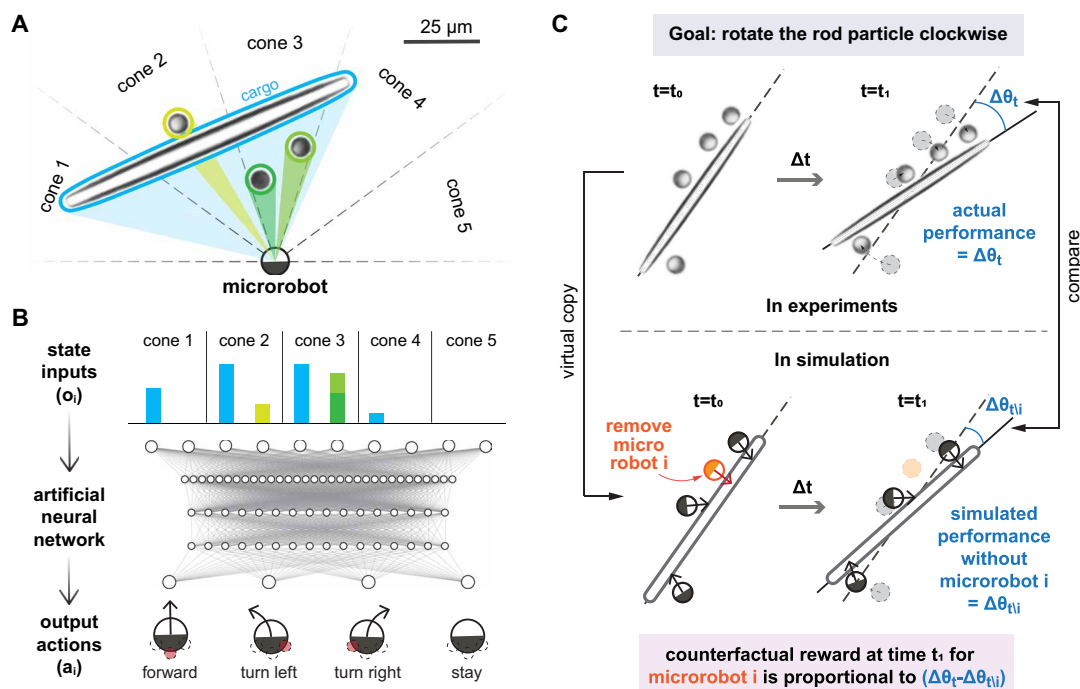 A
25 μm
cone 1
cone 2
cone 3
cone 4
cone 5
cargo
microrobot
B
state
inputs
(oᵢ)
artificial
neural
network
output
actions
(aᵢ)
cone 1 cone 2 cone 3 cone 4 cone 5
forward turn left turn right stay
C
Goal: rotate the rod particle clockwise
t=t₀
t=t₁
Δθₜ
Δt
actual
performance
= Δθₜ
In experiments
virtual copy
compare
In simulation
t=t₀
t=t₁
Δθₜ\ᵢ
remove
micro
robot i
Δt
simulated
performance
without
microrobot i
= Δθₜ\ᵢ
counterfactual reward at time t₁ for
microrobot i is proportional to (Δθₜ-Δθₜ\ᵢ)